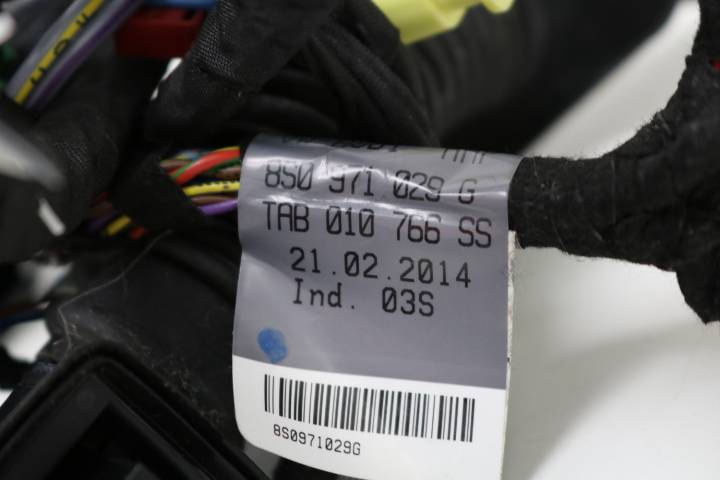 8S0 971 029 G
TAB 010 766 SS
21.02.2014
Ind. 03S
8S0971029G